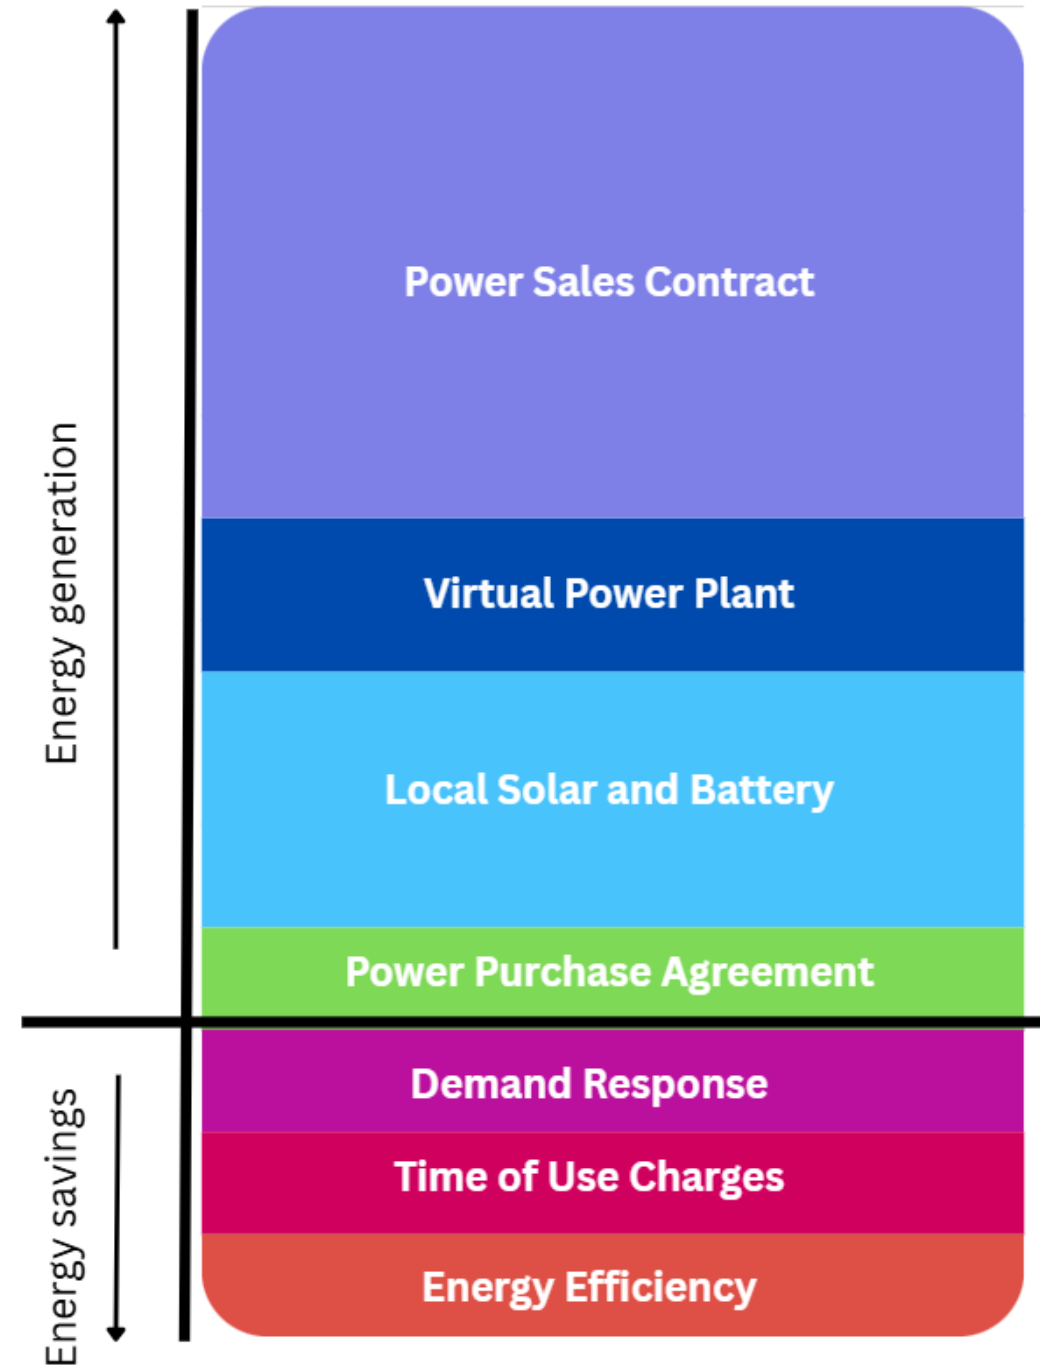 Energy generation
Power Sales Contract
Virtual Power Plant
Local Solar and Battery
Power Purchase Agreement
Energy savings
Demand Response
Time of Use Charges
Energy Efficiency